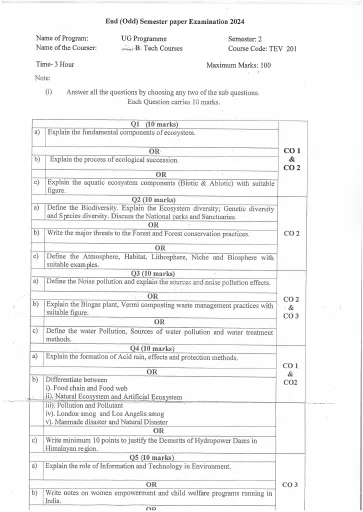 End (Odd) Semester paper Examination 2024
Name of Program: UG Programme Semester: 2
Name of the Courser: B. Tech Courses Course Code: TEV 201
Time- 3 Hour Maximum Marks: 100
Note:
(i) Answer all the questions by choosing any two of the sub questions.
Each Question carries 10 marks.
Q1 (10 marks)
a) Explain the fundamental components of ecosystem.
OR
b) Explain the process of ecological succession.
OR
c) Explain the aquatic ecosystem components (Biotic & Abiotic) with suitable
figure.
CO 1
&
CO 2
Q2 (10 marks)
a) Define the Biodiversity. Explain the Ecosystem diversity; Genetic diversity
and Species diversity. Discuss the National parks and Sanctuaries.
OR
b) Write the major threats to the Forest and Forest conservation practices.
OR
c) Define the Atmosphere, Habitat, Lithosphere, Niche and Biosphere with
suitable examples.
CO 2
Q3 (10 marks)
a) Define the Noise pollution and explain the sources and noise pollution effects.
OR
b) Explain the Biogas plant, Vermi composting waste management practices with
suitable figure.
OR
c) Define the water Pollution, Sources of water pollution and water treatment
methods.
CO 2
&
CO 3
Q4 (10 marks)
a) Explain the formation of Acid rain, effects and protection methods.
OR
b) Differentiate between
i). Food chain and Food web
ii). Natural Ecosystem and Artificial Ecosystem
iii). Pollution and Pollutant
iv). London smog and Los Angelis smog
v). Manmade disaster and Natural Disaster
OR
c) Write minimum 10 points to justify the Demerits of Hydropower Dams in
Himalayan region.
CO 1
&
CO2
Q5 (10 marks)
a) Explain the role of Information and Technology in Environment.
OR
b) Write notes on women empowerment and child welfare programs running in
India.
OR
CO 3